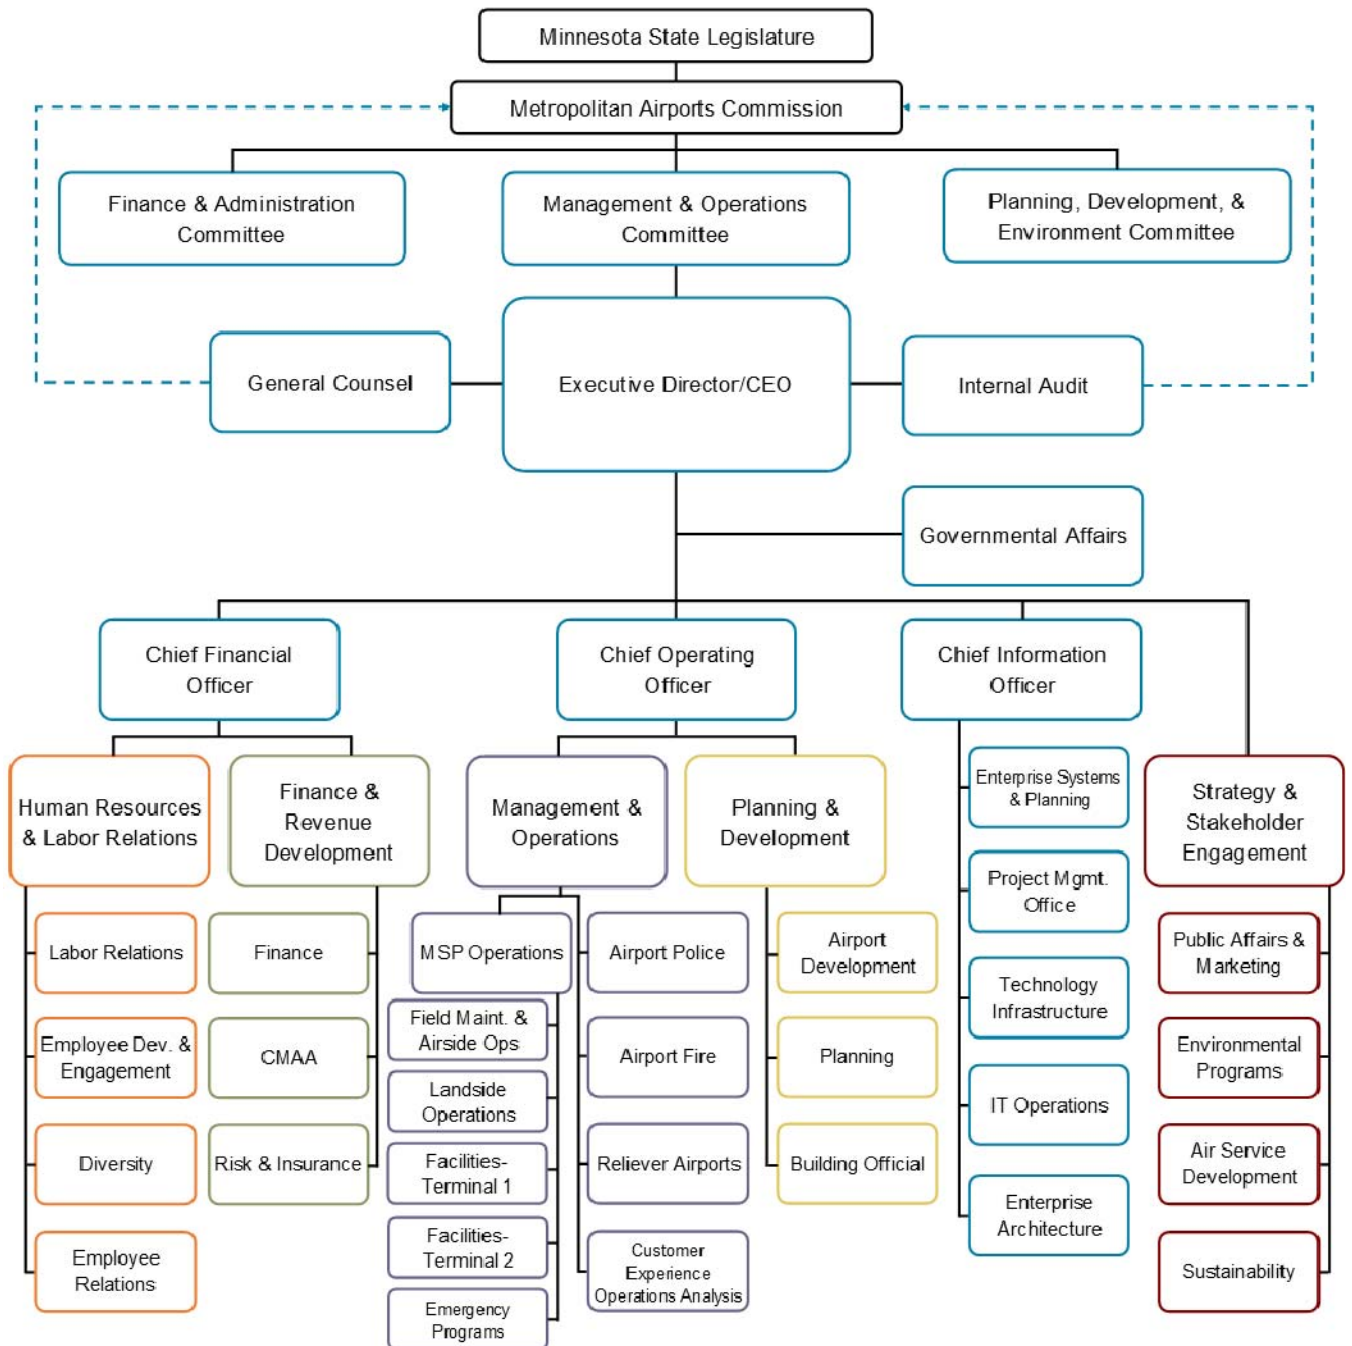 Minnesota State Legislature
Metropolitan Airports Commission
Finance & Administration
Committee
Management & Operations
Committee
Planning, Development, &
Environment Committee
General Counsel
Executive Director/CEO
Internal Audit
Governmental Affairs
Chief Financial
Officer
Chief Operating
Officer
Chief Information
Officer
Human Resources
& Labor Relations
Finance &
Revenue
Development
Management &
Operations
Planning &
Development
Enterprise Systems
& Planning
Project Mgmt.
Office
Technology
Infrastructure
IT Operations
Enterprise
Architecture
Strategy &
Stakeholder
Engagement
Labor Relations
Employee Dev. &
Engagement
Diversity
Employee
Relations
Finance
CMAA
Risk & Insurance
MSP Operations
Field Maint. &
Airside Ops
Landside
Operations
Facilities-
Terminal 1
Facilities-
Terminal 2
Emergency
Programs
Airport Police
Airport Fire
Reliever Airports
Customer
Experience
Operations Analysis
Airport
Development
Planning
Building Official
Public Affairs &
Marketing
Environmental
Programs
Air Service
Development
Sustainability